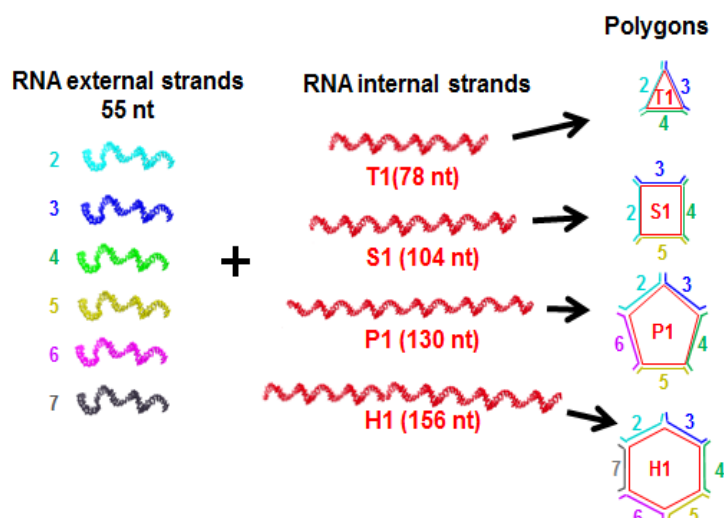 Polygons
RNA external strands
55 nt
RNA internal strands
2
3
4
5
6
7
+
T1(78 nt)
S1 (104 nt)
P1 (130 nt)
H1 (156 nt)
2
3
T1
4
3
2
S1
4
5
2
3
P1
6
4
5
2
3
7
H1
4
6
5